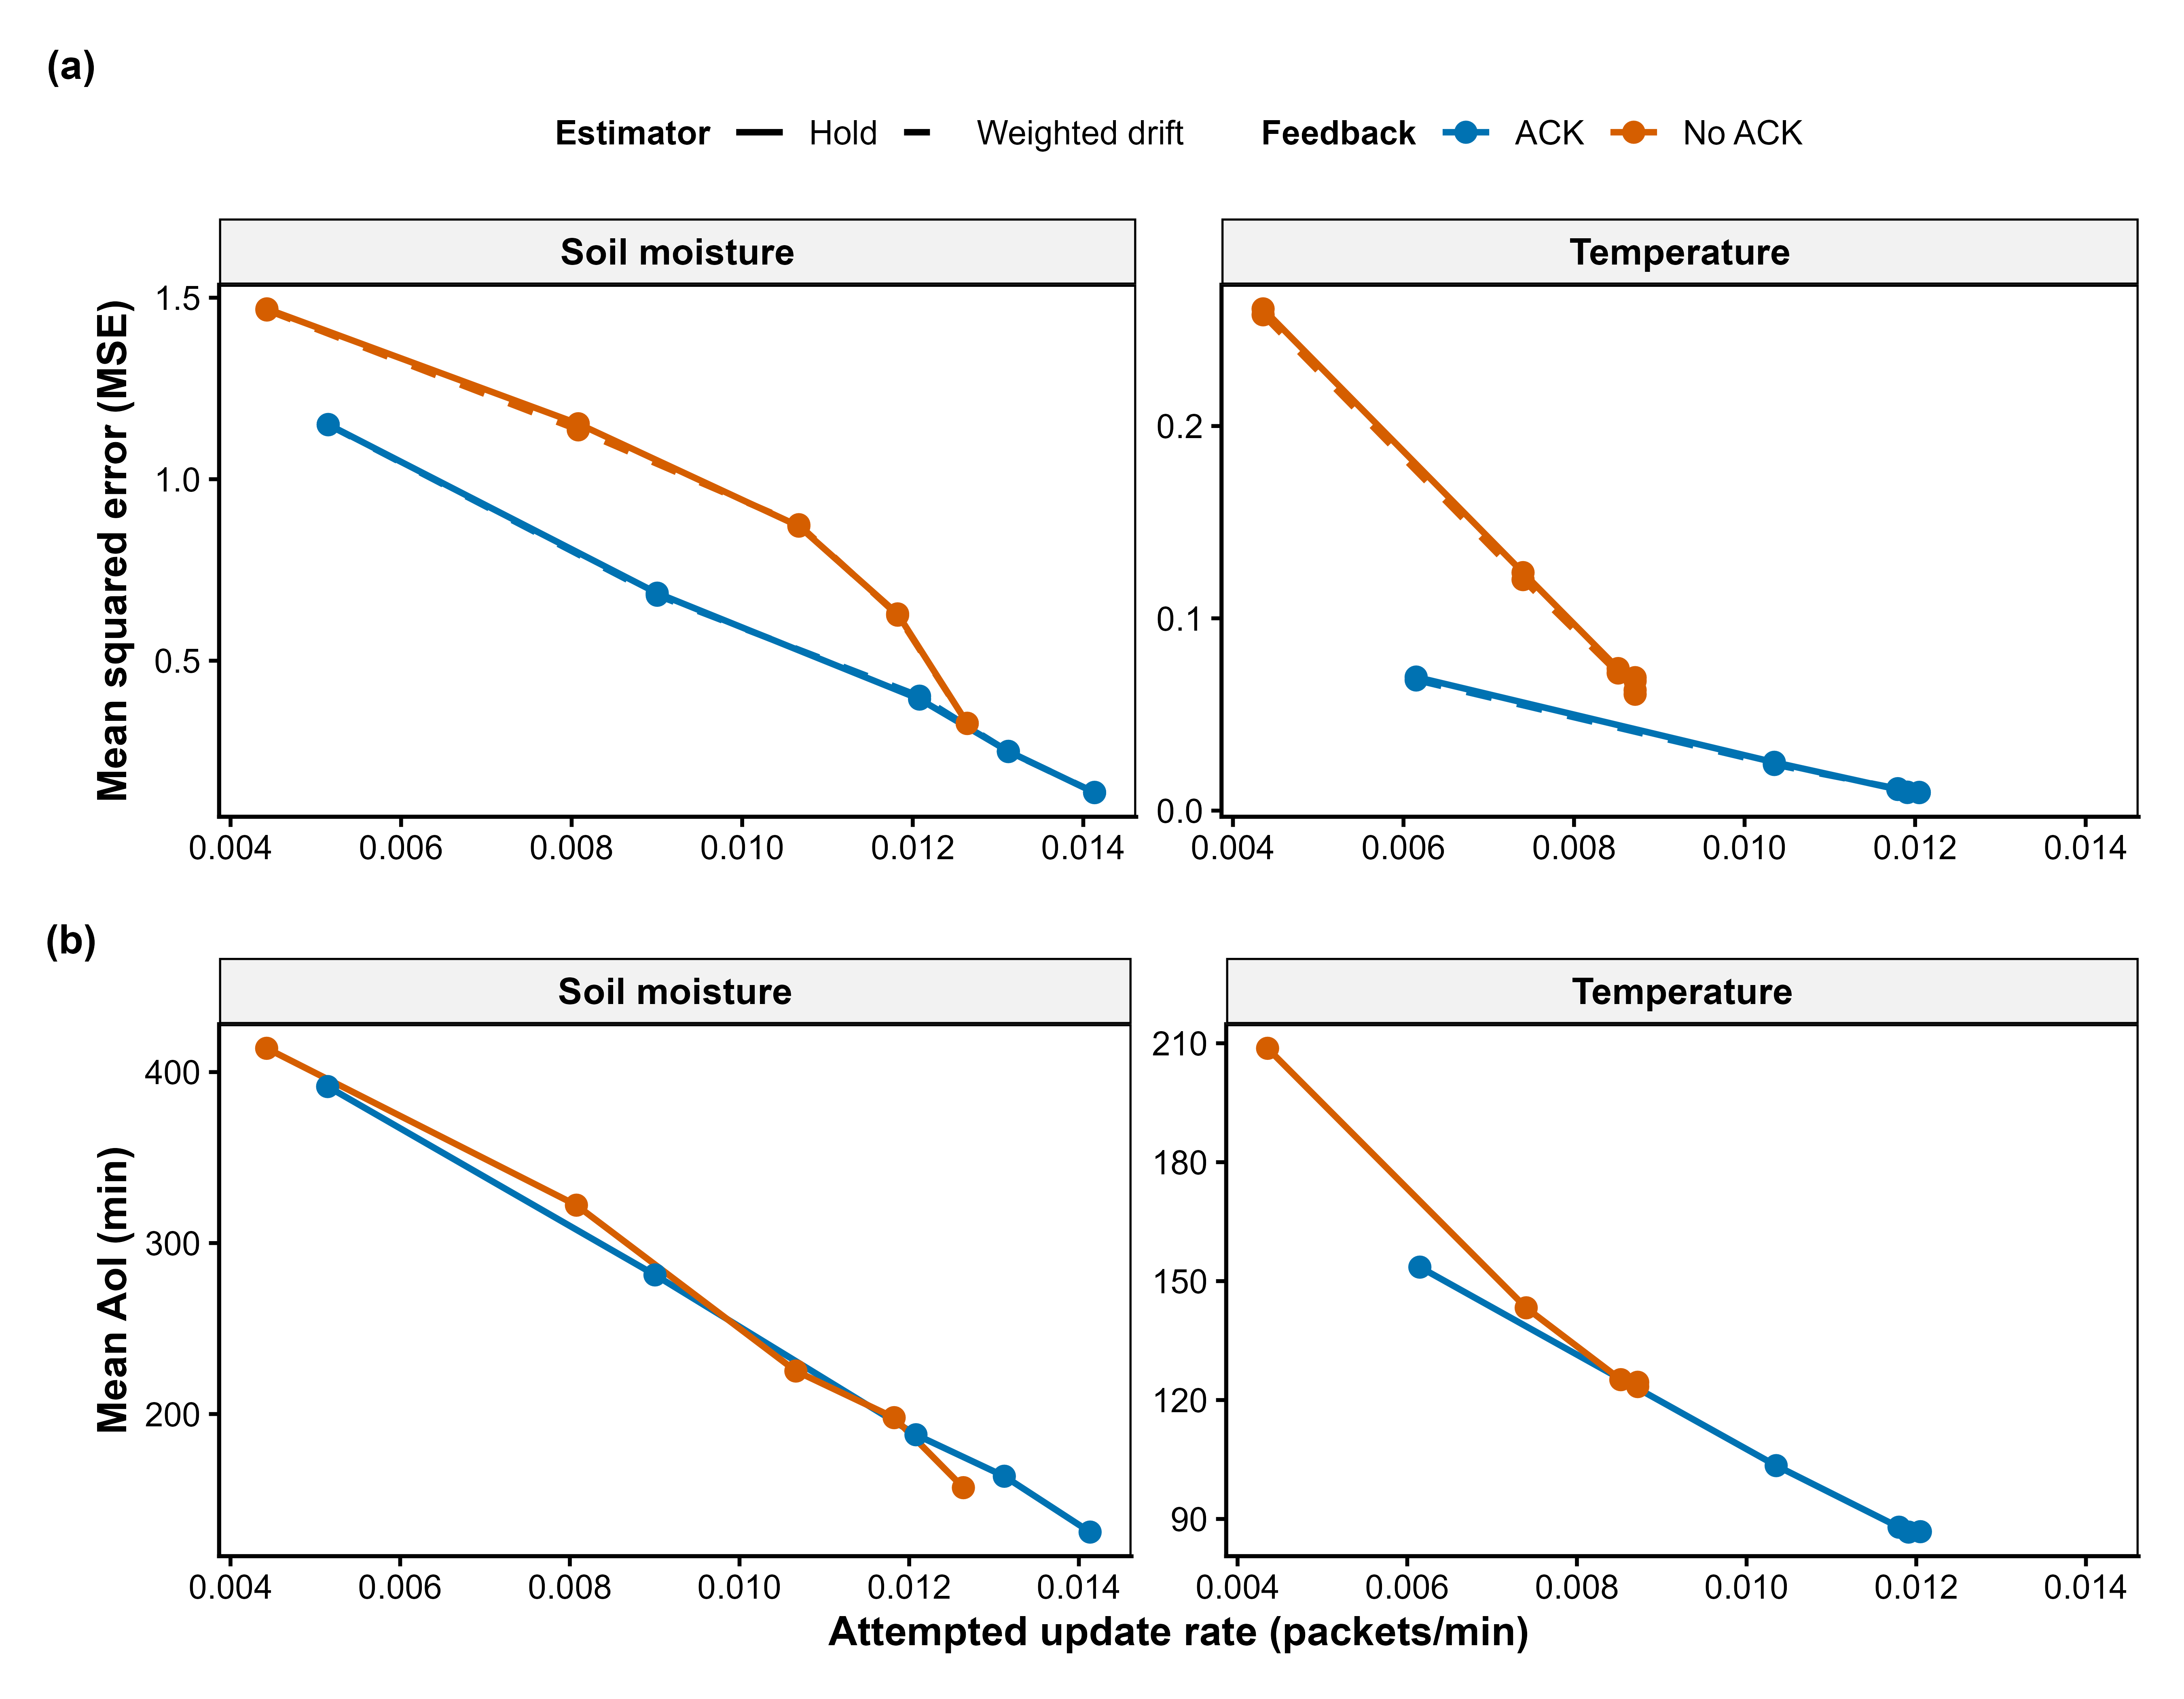 (a)
Estimator Hold Weighted drift Feedback ACK No ACK
Soil moisture Temperature
Mean squared error (MSE)
1.5
1.0
0.5
0.2
0.1
0.0
0.004 0.006 0.008 0.010 0.012 0.014
0.004 0.006 0.008 0.010 0.012 0.014
(b)
Soil moisture Temperature
Mean AoI (min)
400
300
200
210
180
150
120
90
0.004 0.006 0.008 0.010 0.012 0.014
0.004 0.006 0.008 0.010 0.012 0.014
Attempted update rate (packets/min)